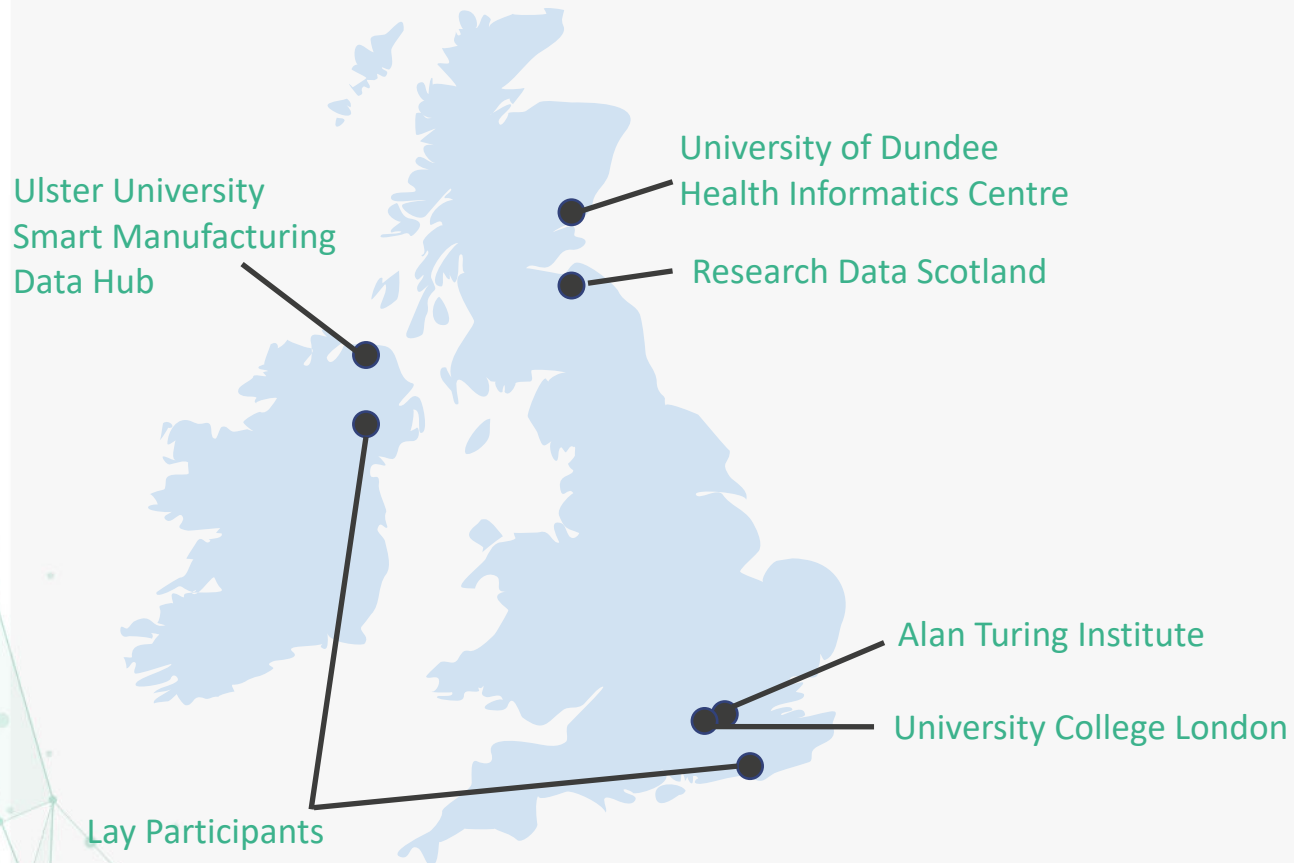 University of Dundee
Health Informatics Centre
Ulster University
Smart Manufacturing
Data Hub
Research Data Scotland
Alan Turing Institute
University College London
Lay Participants